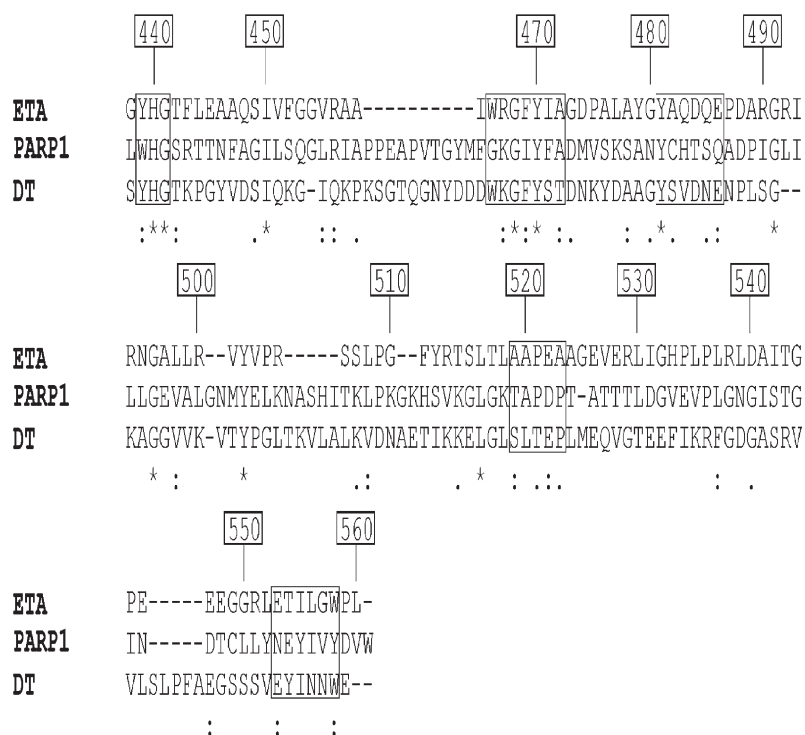 440 450 470 480 490
ETA GYHGTFLEAAQSIVFGGVRAA----------IWRGFYIAGDPALAYGYAQDQEPDARGRI
PARP1 LWHGSRTTNFAGILSQGLRIAPPEAPVTGYMFGKGIYFADMVSKSANYCHTSQADPIGLI
DT SYHGTKPGYVDSIQKG-IQKPKSGTQGNYDDDWKGFYSTDNKYDAAGYSVDNENPLSG--
:**: .* :: . :*:*:. : *: .: *
500 510 520 530 540
ETA RNGALLR--VYVPR-----SSLPG--FYRTSLTLAAPEAAGEVERLIGHPLPLRLDAITG
PARP1 LLGEVALGNMYELKNASHITKLPKGKHSVKGLGKTAPDPT-ATTTLDGVEVPLGNGISTG
DT KAGGVVK-VTYPGLTKVLALKVDNAETIKKELGLSLTEPLMEQVGTEEFIKRFGDGASRV
* : * .: . * : .:. : .
550 560
ETA PE-----EEGGRLETILGWPL-
PARP1 IN-----DTCLLYNEYIVYDVW
DT VLSLPFAEGSSSVEYINNWE--
: : :